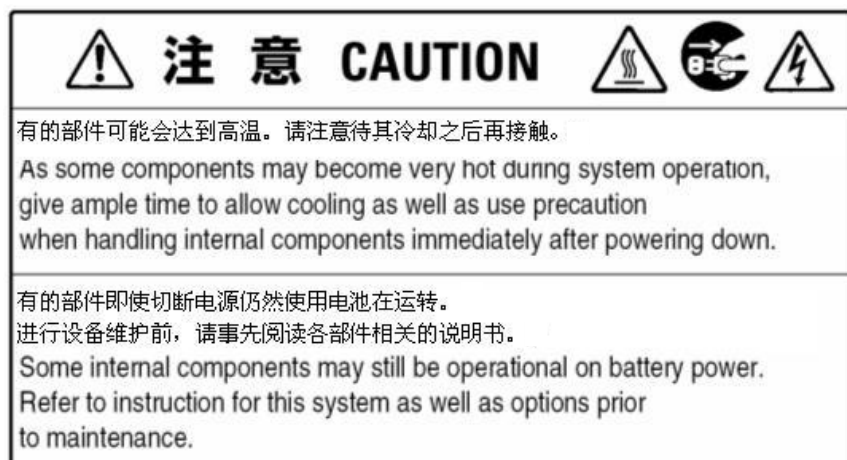 注意 CAUTION
有的部件可能会达到高温。请注意待其冷却之后再接触。
As some components may become very hot during system operation,
give ample time to allow cooling as well as use precaution
when handling internal components immediately after powering down.
有的部件即使切断电源仍然使用电池在运转。
进行设备维护前，请事先阅读各部件相关的说明书。
Some internal components may still be operational on battery power.
Refer to instruction for this system as well as options prior
to maintenance.